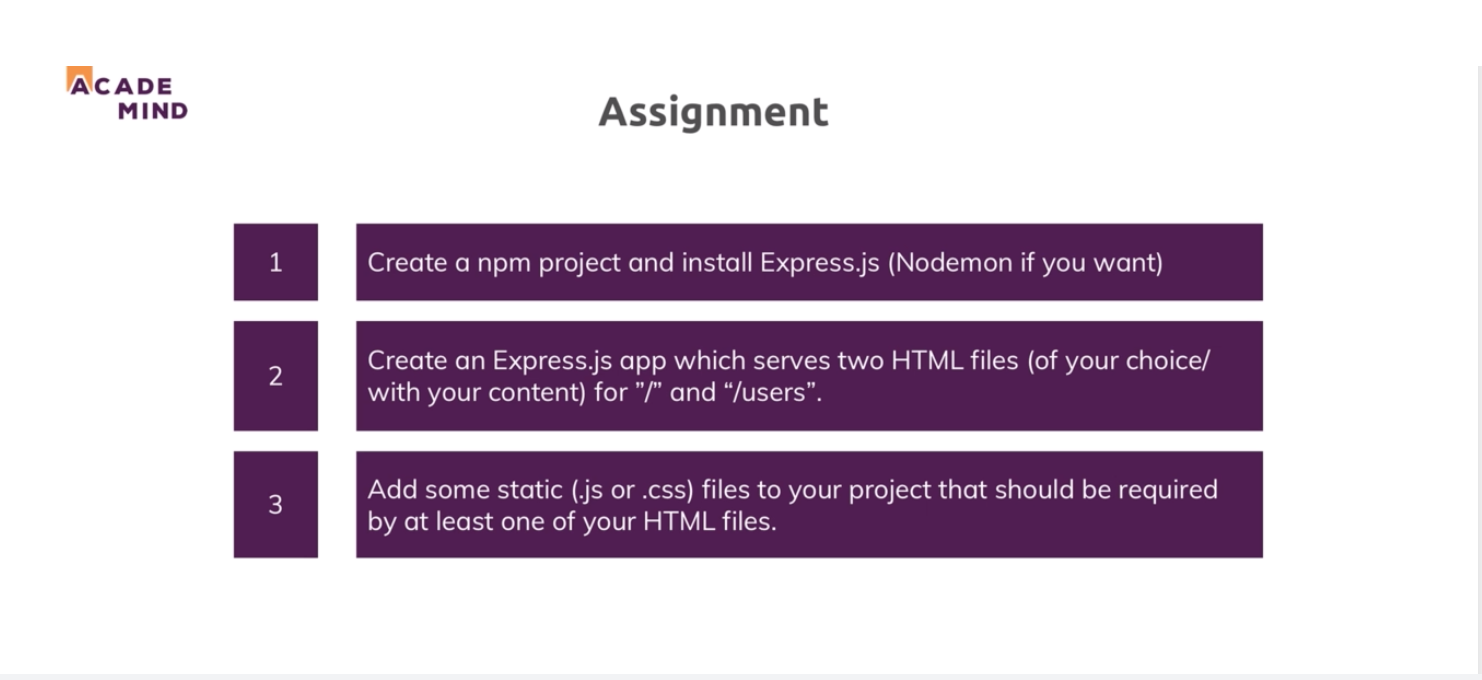 ACADE
MIND
Assignment
1
Create a npm project and install Express.js (Nodemon if you want)
2
Create an Express.js app which serves two HTML files (of your choice/
with your content) for ”/” and “/users”.
3
Add some static (.js or .css) files to your project that should be required
by at least one of your HTML files.